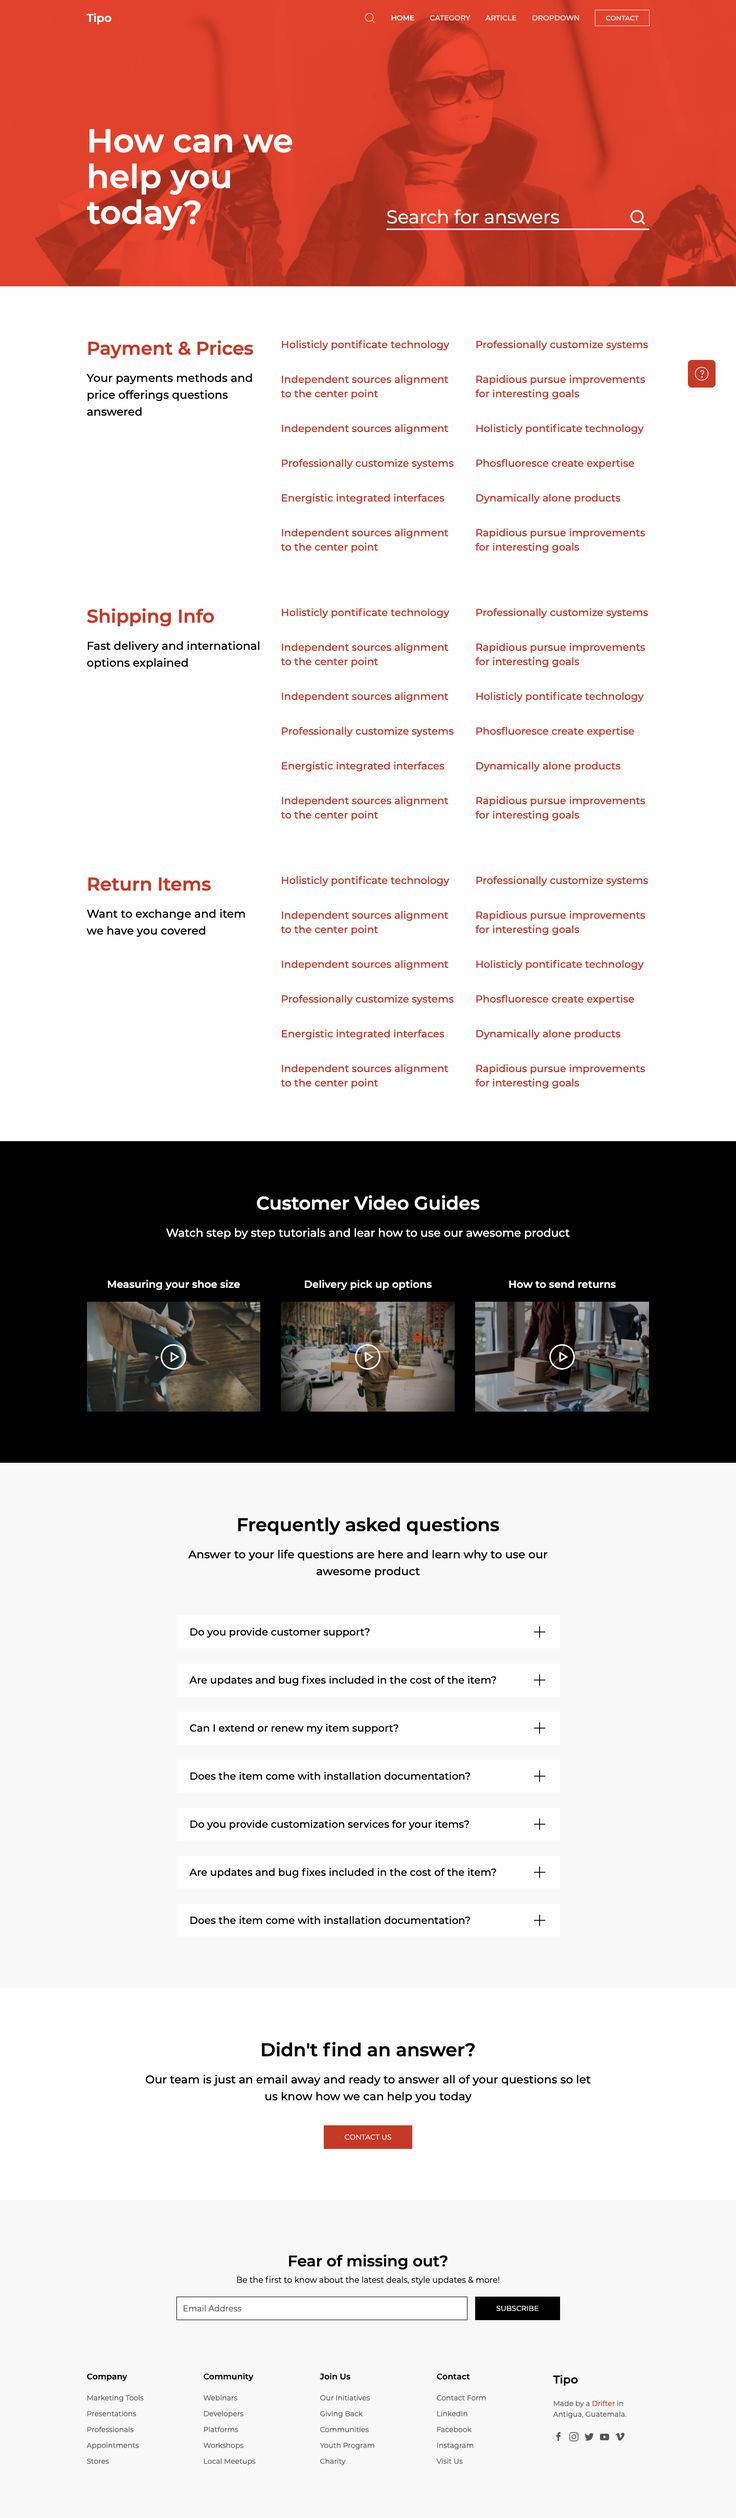 Tipo
HOME
CATEGORY
ARTICLE
DROPDOWN
CONTACT
How can we
help you
today?
Search for answers
Payment & Prices
Your payments methods and
price offerings questions
answered
Holisticly pontificate technology
Independent sources alignment
to the center point
Independent sources alignment
Professionally customize systems
Energistic integrated interfaces
Independent sources alignment
to the center point
Professionally customize systems
Rapidious pursue improvements
for interesting goals
Holisticly pontificate technology
Phosfluoresce create expertise
Dynamically alone products
Rapidious pursue improvements
for interesting goals
Shipping Info
Fast delivery and international
options explained
Holisticly pontificate technology
Independent sources alignment
to the center point
Independent sources alignment
Professionally customize systems
Energistic integrated interfaces
Independent sources alignment
to the center point
Professionally customize systems
Rapidious pursue improvements
for interesting goals
Holisticly pontificate technology
Phosfluoresce create expertise
Dynamically alone products
Rapidious pursue improvements
for interesting goals
Return Items
Want to exchange and item
we have you covered
Holisticly pontificate technology
Independent sources alignment
to the center point
Independent sources alignment
Professionally customize systems
Energistic integrated interfaces
Independent sources alignment
to the center point
Professionally customize systems
Rapidious pursue improvements
for interesting goals
Holisticly pontificate technology
Phosfluoresce create expertise
Dynamically alone products
Rapidious pursue improvements
for interesting goals
Customer Video Guides
Watch step by step tutorials and lear how to use our awesome product
Measuring your shoe size
Delivery pick up options
How to send returns
Frequently asked questions
Answer to your life questions are here and learn why to use our
awesome product
Do you provide customer support?
Are updates and bug fixes included in the cost of the item?
Can I extend or renew my item support?
Does the item come with installation documentation?
Do you provide customization services for your items?
Are updates and bug fixes included in the cost of the item?
Does the item come with installation documentation?
Didn't find an answer?
Our team is just an email away and ready to answer all of your questions so let
us know how we can help you today
CONTACT US
Fear of missing out?
Be the first to know about the latest deals, style updates & more!
Email Address
SUBSCRIBE
Company
Marketing Tools
Presentations
Professionals
Appointments
Stores
Community
Webinars
Developers
Platforms
Workshops
Local Meetups
Join Us
Our Initiatives
Giving Back
Communities
Youth Program
Charity
Contact
Contact Form
LinkedIn
Facebook
Instagram
Visit Us
Tipo
Made by a Drifter in
Antigua, Guatemala.